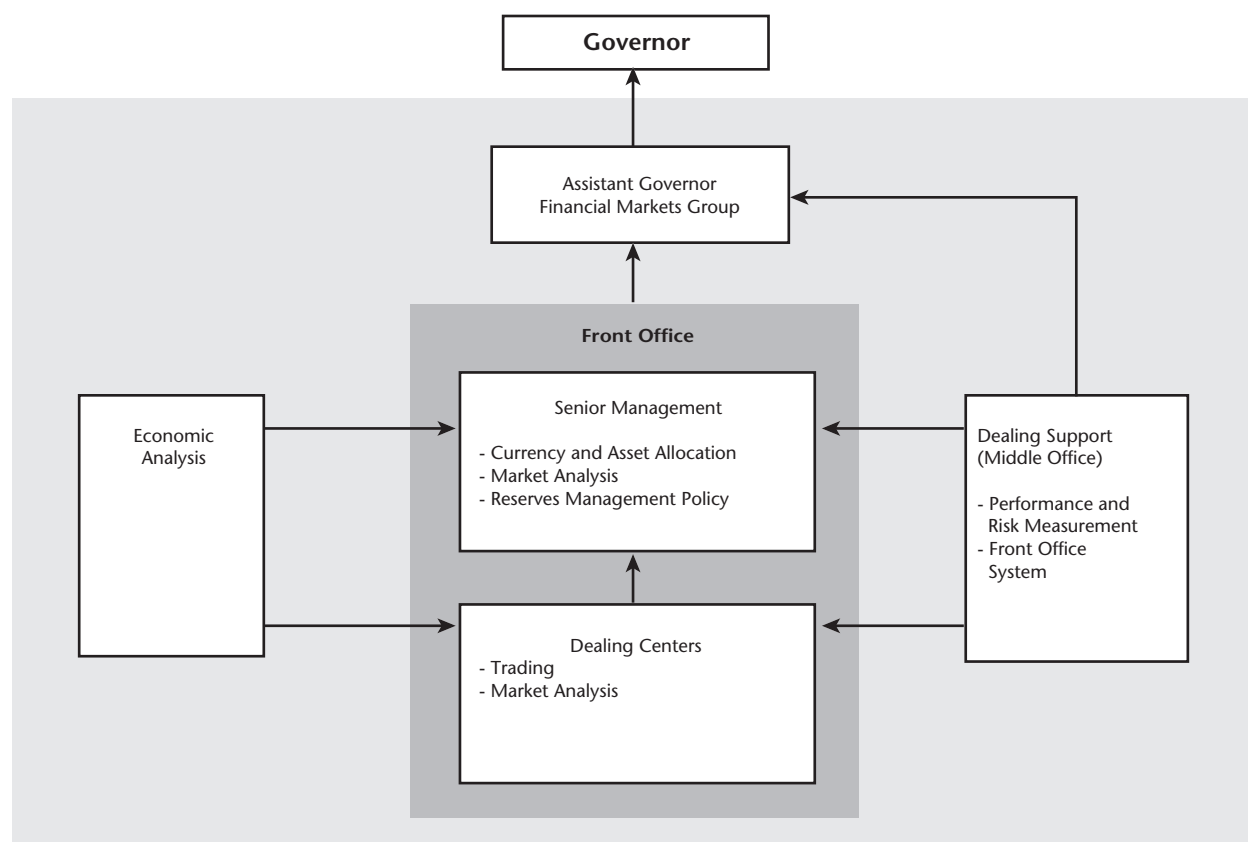 Governor
Assistant Governor
Financial Markets Group
Front Office
Senior Management
- Currency and Asset Allocation
- Market Analysis
- Reserves Management Policy
Economic
Analysis
Dealing Support
(Middle Office)
- Performance and
Risk Measurement
- Front Office
System
Dealing Centers
- Trading
- Market Analysis